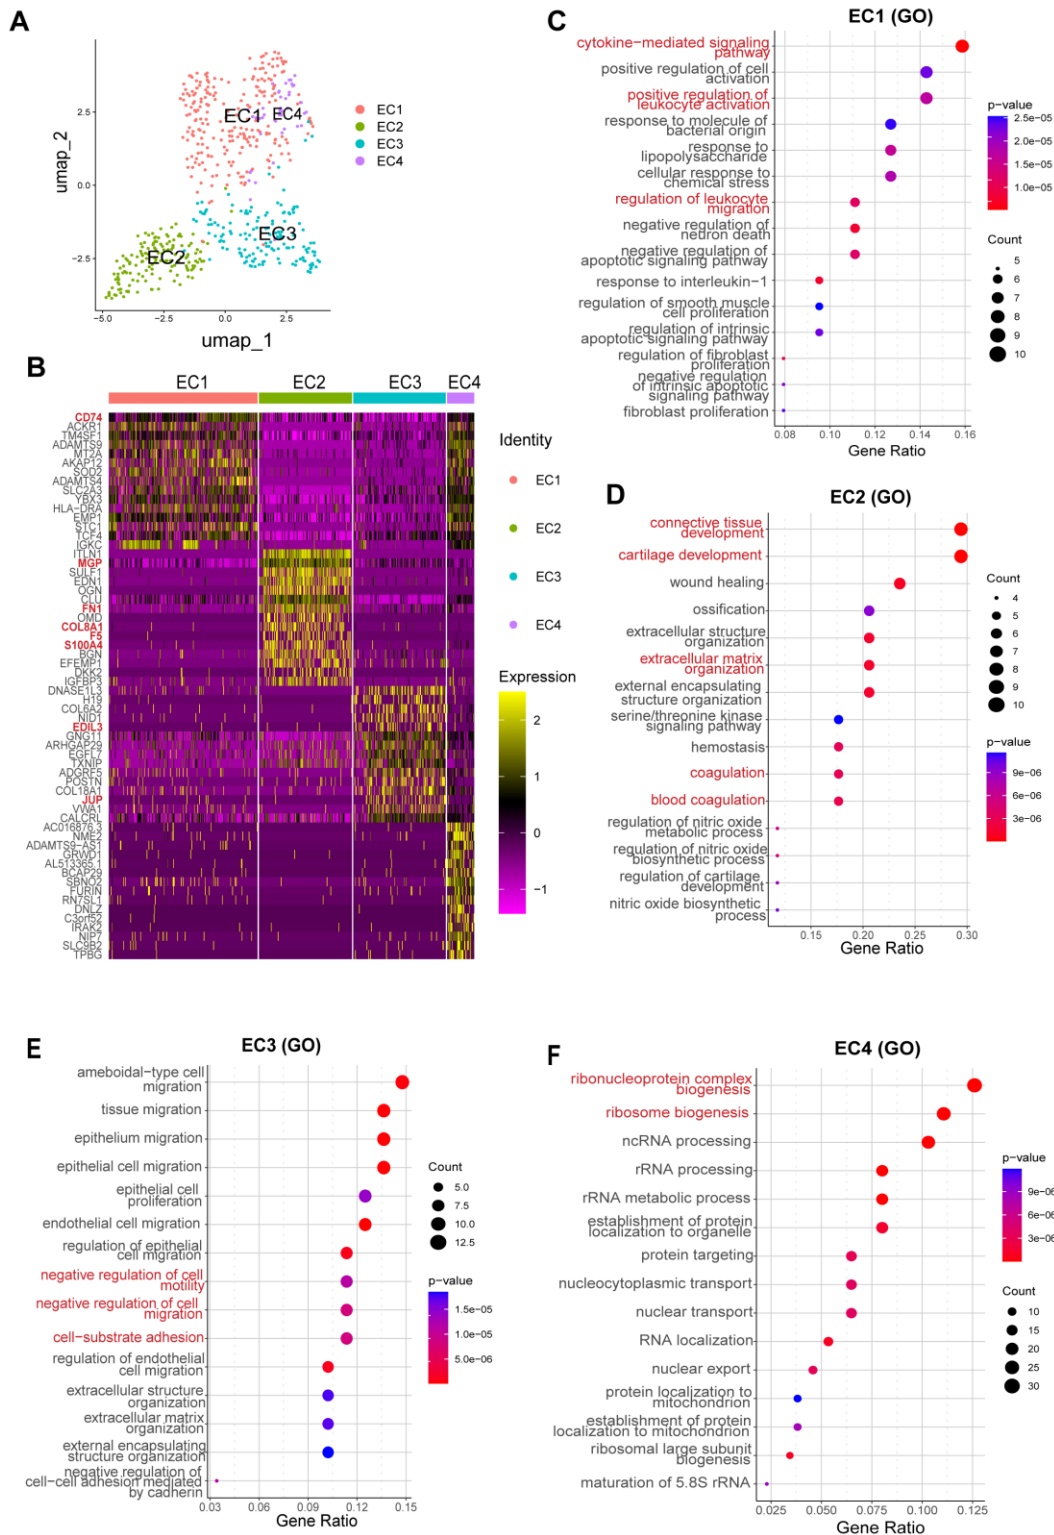 A
EC1
EC4
EC3
EC2
2.5
0.0
−2.5
−5.0
−2.5
0.0
2.5
umap_2
umap_1
EC1
EC2
EC3
EC4
B
EC1
EC2
EC3
EC4
CD74
ACKR1
TM4SF1
ADAMTS9
MT2A
AKAP12
SOD2
ADAMTS4
SLC2A3
YBX3
HLA−DRA
EMP1
STC1
TCF4
IGKC
ITLN1
MGP
SULF1
EDN1
OGN
CLU
FN1
OMD
COL8A1
F5
S100A4
BGN
EFEMP1
DKK2
IGFBP3
DNASE1L3
H19
COL6A2
NID1
EDIL3
GNG11
ARHGAP29
EGFL7
TXNIP
ADGRF5
POSTN
COL18A1
JUP
VWA1
CALCRL
AC016876.3
NME2
ADAMTS9−AS1
GRWD1
AL513365.1
BCAP29
SBNO2
FURIN
RN7SL1
DNLZ
C3orf52
IRAK2
NIP7
SLC9B2
TPBG
Identity
EC1
EC2
EC3
EC4
Expression
2
1
0
−1
C
EC1 (GO)
cytokine−mediated signaling
pathway
positive regulation of cell
activation
positive regulation of
leukocyte activation
response to molecule of
bacterial origin
response to
lipopolysaccharide
cellular response to
chemical stress
regulation of leukocyte
migration
negative regulation of
neuron death
negative regulation of
apoptotic signaling pathway
response to interleukin−1
regulation of smooth muscle
cell proliferation
regulation of intrinsic
apoptotic signaling pathway
regulation of fibroblast
proliferation
negative regulation
of intrinsic apoptotic
signaling pathway
fibroblast proliferation
0.08
0.10
0.12
0.14
0.16
Gene Ratio
p−value
2.5e−05
2.0e−05
1.5e−05
1.0e−05
Count
5
6
7
8
9
10
D
EC2 (GO)
connective tissue
development
cartilage development
wound healing
ossification
extracellular structure
organization
extracellular matrix
organization
external encapsulating
structure organization
serine/threonine kinase
signaling pathway
hemostasis
coagulation
blood coagulation
regulation of nitric oxide
metabolic process
regulation of nitric oxide
biosynthetic process
regulation of cartilage
development
nitric oxide biosynthetic
process
0.15
0.20
0.25
0.30
Gene Ratio
Count
4
5
6
7
8
9
10
p−value
9e−06
6e−06
3e−06
E
EC3 (GO)
ameboidal−type cell
migration
tissue migration
epithelium migration
epithelial cell migration
epithelial cell
proliferation
endothelial cell migration
regulation of epithelial
cell migration
negative regulation of cell
motility
negative regulation of cell
migration
cell−substrate adhesion
regulation of endothelial
cell migration
extracellular structure
organization
extracellular matrix
organization
external encapsulating
structure organization
negative regulation of
cell−cell adhesion mediated
by cadherin
0.03
0.06
0.09
0.12
0.15
Gene Ratio
Count
5.0
7.5
10.0
12.5
p−value
1.5e−05
1.0e−05
5.0e−06
F
EC4 (GO)
ribonucleoprotein complex
biogenesis
ribosome biogenesis
ncRNA processing
rRNA processing
rRNA metabolic process
establishment of protein
localization to organelle
protein targeting
nucleocytoplasmic transport
nuclear transport
RNA localization
nuclear export
protein localization to
mitochondrion
establishment of protein
localization to mitochondrion
ribosomal large subunit
biogenesis
maturation of 5.8S rRNA
0.025
0.050
0.075
0.100
0.125
Gene Ratio
p−value
9e−06
6e−06
3e−06
Count
10
15
20
25
30